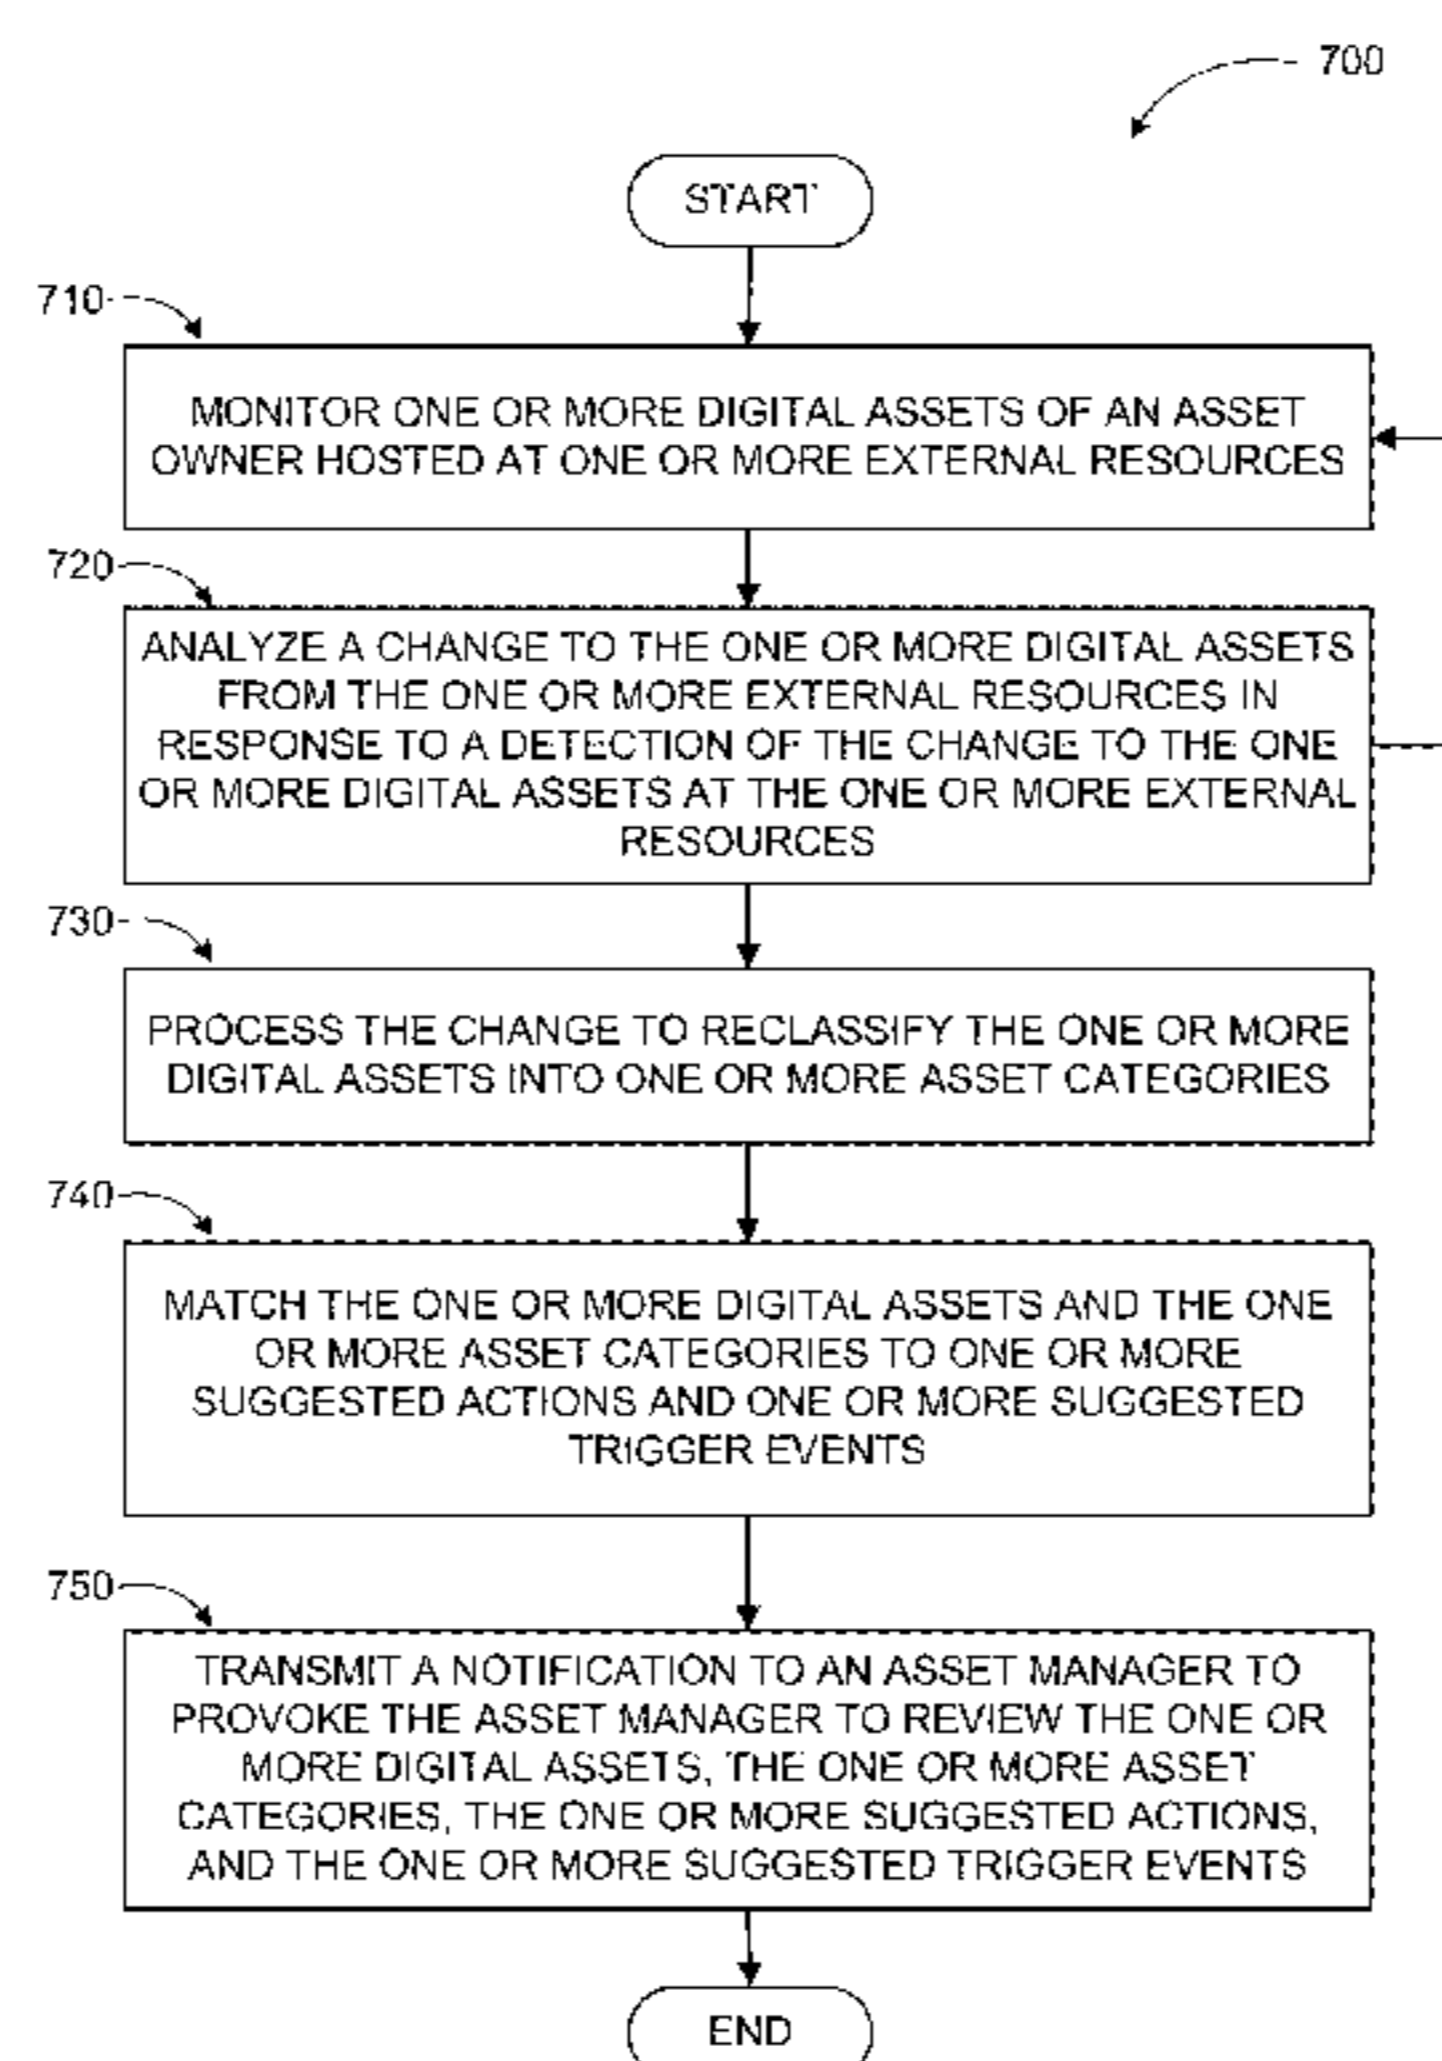 700
START
710
MONITOR ONE OR MORE DIGITAL ASSETS OF AN ASSET
OWNER HOSTED AT ONE OR MORE EXTERNAL RESOURCES
720
ANALYZE A CHANGE TO THE ONE OR MORE DIGITAL ASSETS
FROM THE ONE OR MORE EXTERNAL RESOURCES IN
RESPONSE TO A DETECTION OF THE CHANGE TO THE ONE
OR MORE DIGITAL ASSETS AT THE ONE OR MORE EXTERNAL
RESOURCES
730
PROCESS THE CHANGE TO RECLASSIFY THE ONE OR MORE
DIGITAL ASSETS INTO ONE OR MORE ASSET CATEGORIES
740
MATCH THE ONE OR MORE DIGITAL ASSETS AND THE ONE
OR MORE ASSET CATEGORIES TO ONE OR MORE
SUGGESTED ACTIONS AND ONE OR MORE SUGGESTED
TRIGGER EVENTS
750
TRANSMIT A NOTIFICATION TO AN ASSET MANAGER TO
PROVOKE THE ASSET MANAGER TO REVIEW THE ONE OR
MORE DIGITAL ASSETS, THE ONE OR MORE ASSET
CATEGORIES, THE ONE OR MORE SUGGESTED ACTIONS,
AND THE ONE OR MORE SUGGESTED TRIGGER EVENTS
END